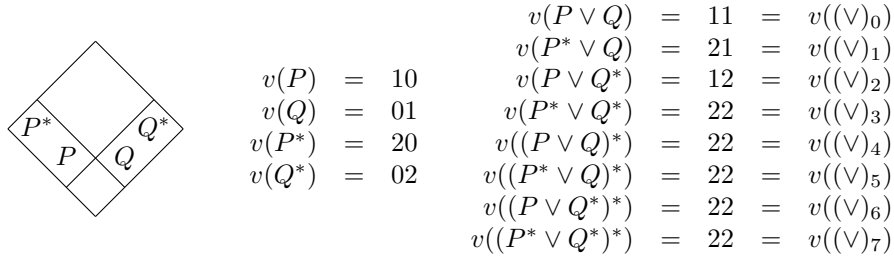 P* Q*
P Q
v(P) = 10
v(Q) = 01
v(P*) = 20
v(Q*) = 02
v(P ∨ Q) = 11 = v((∨)₀)
v(P* ∨ Q) = 21 = v((∨)₁)
v(P ∨ Q*) = 12 = v((∨)₂)
v(P* ∨ Q*) = 22 = v((∨)₃)
v((P ∨ Q)*) = 22 = v((∨)₄)
v((P* ∨ Q)*) = 22 = v((∨)₅)
v((P ∨ Q*)*) = 22 = v((∨)₆)
v((P* ∨ Q*)*) = 22 = v((∨)₇)